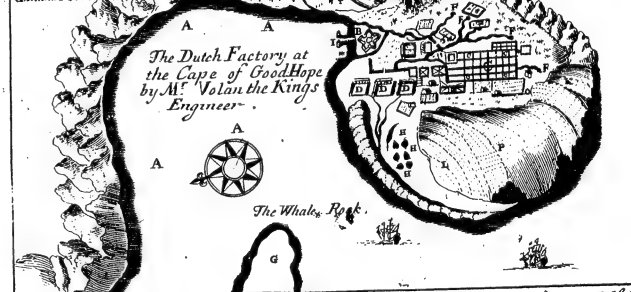 The Dutch Factory at
the Cape of Good Hope
by Mr. Volan the Kings
Engineer.
The Whale Rock.
A
A
A
A
B
I
F
F
F
F
D
D
D
H
H
H
L
P
G